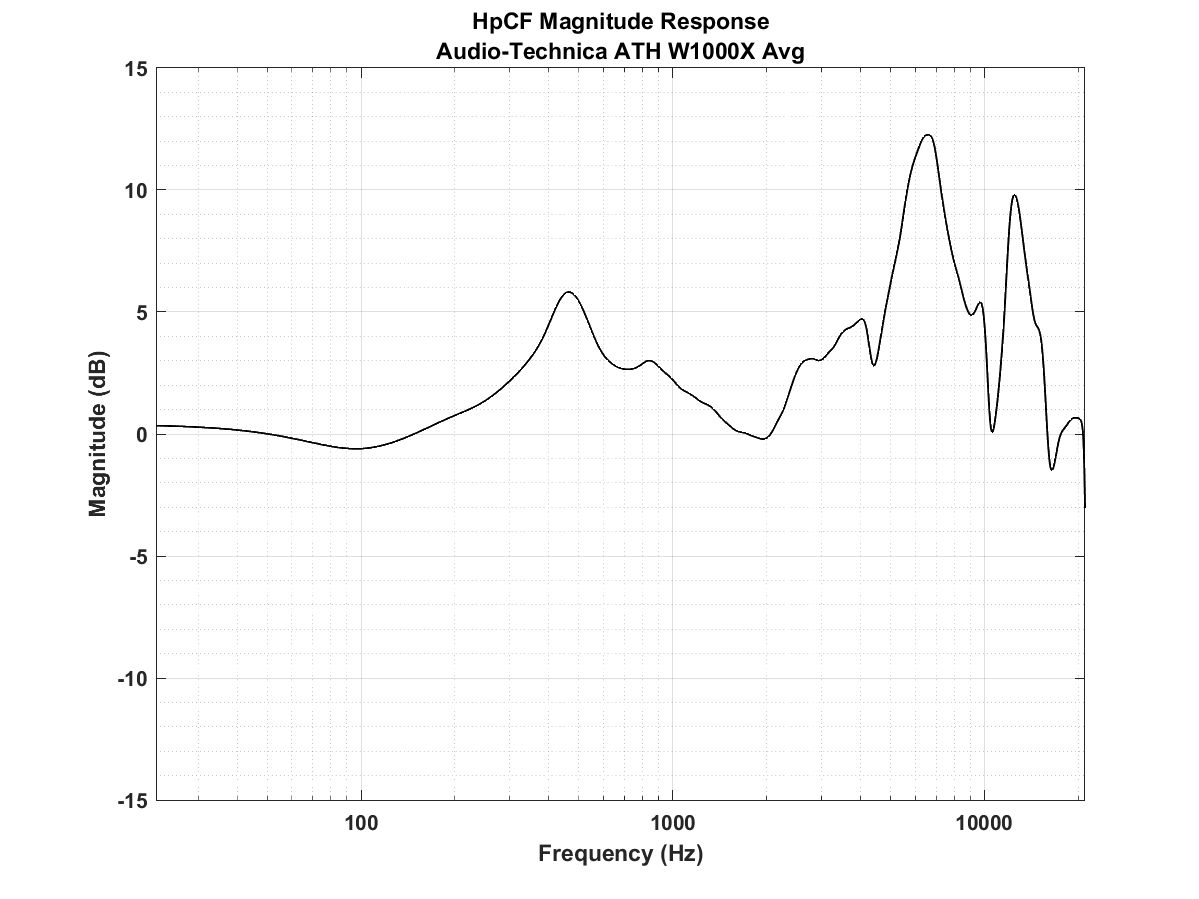 HpCF Magnitude Response
Audio-Technica ATH W1000X Avg
15
10
5
0
-5
-10
-15
Magnitude (dB)
100
1000
10000
Frequency (Hz)